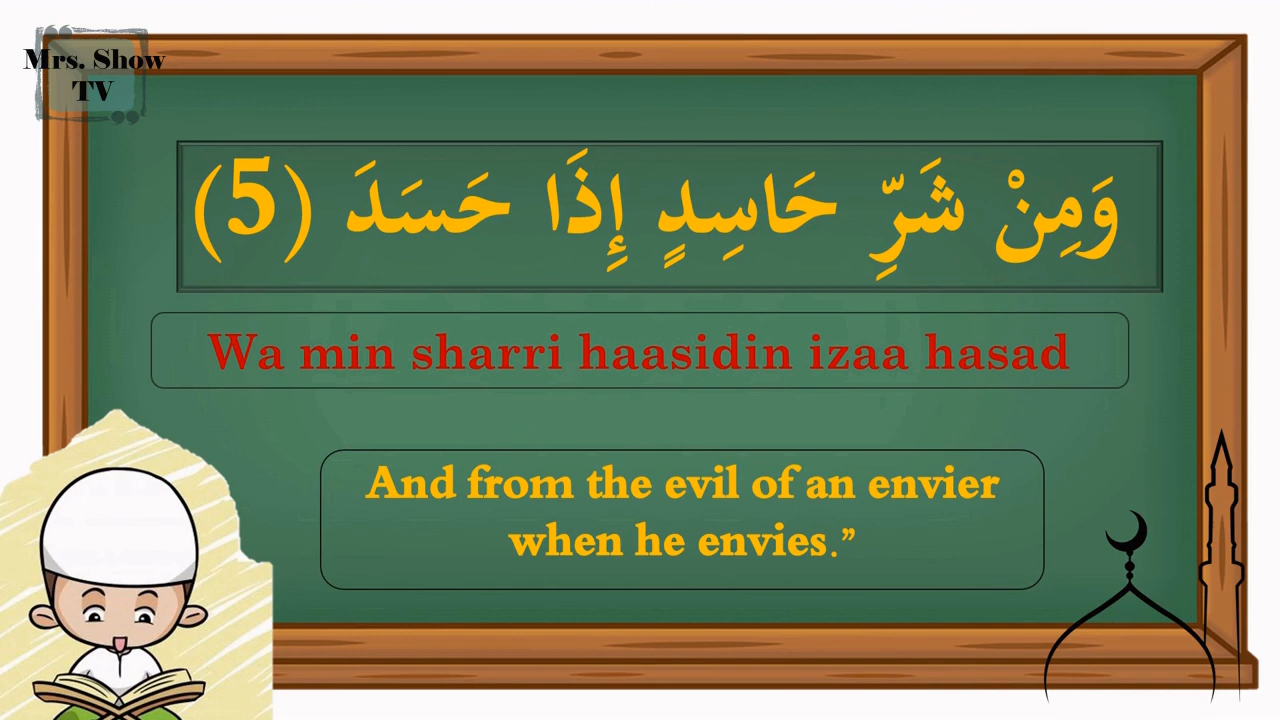 Mrs. Show
TV
وَمِنْ شَرِّ حَاسِدٍ إِذَا حَسَدَ (5)
Wa min sharri haasidin izaa hasad
And from the evil of an envier
when he envies.”